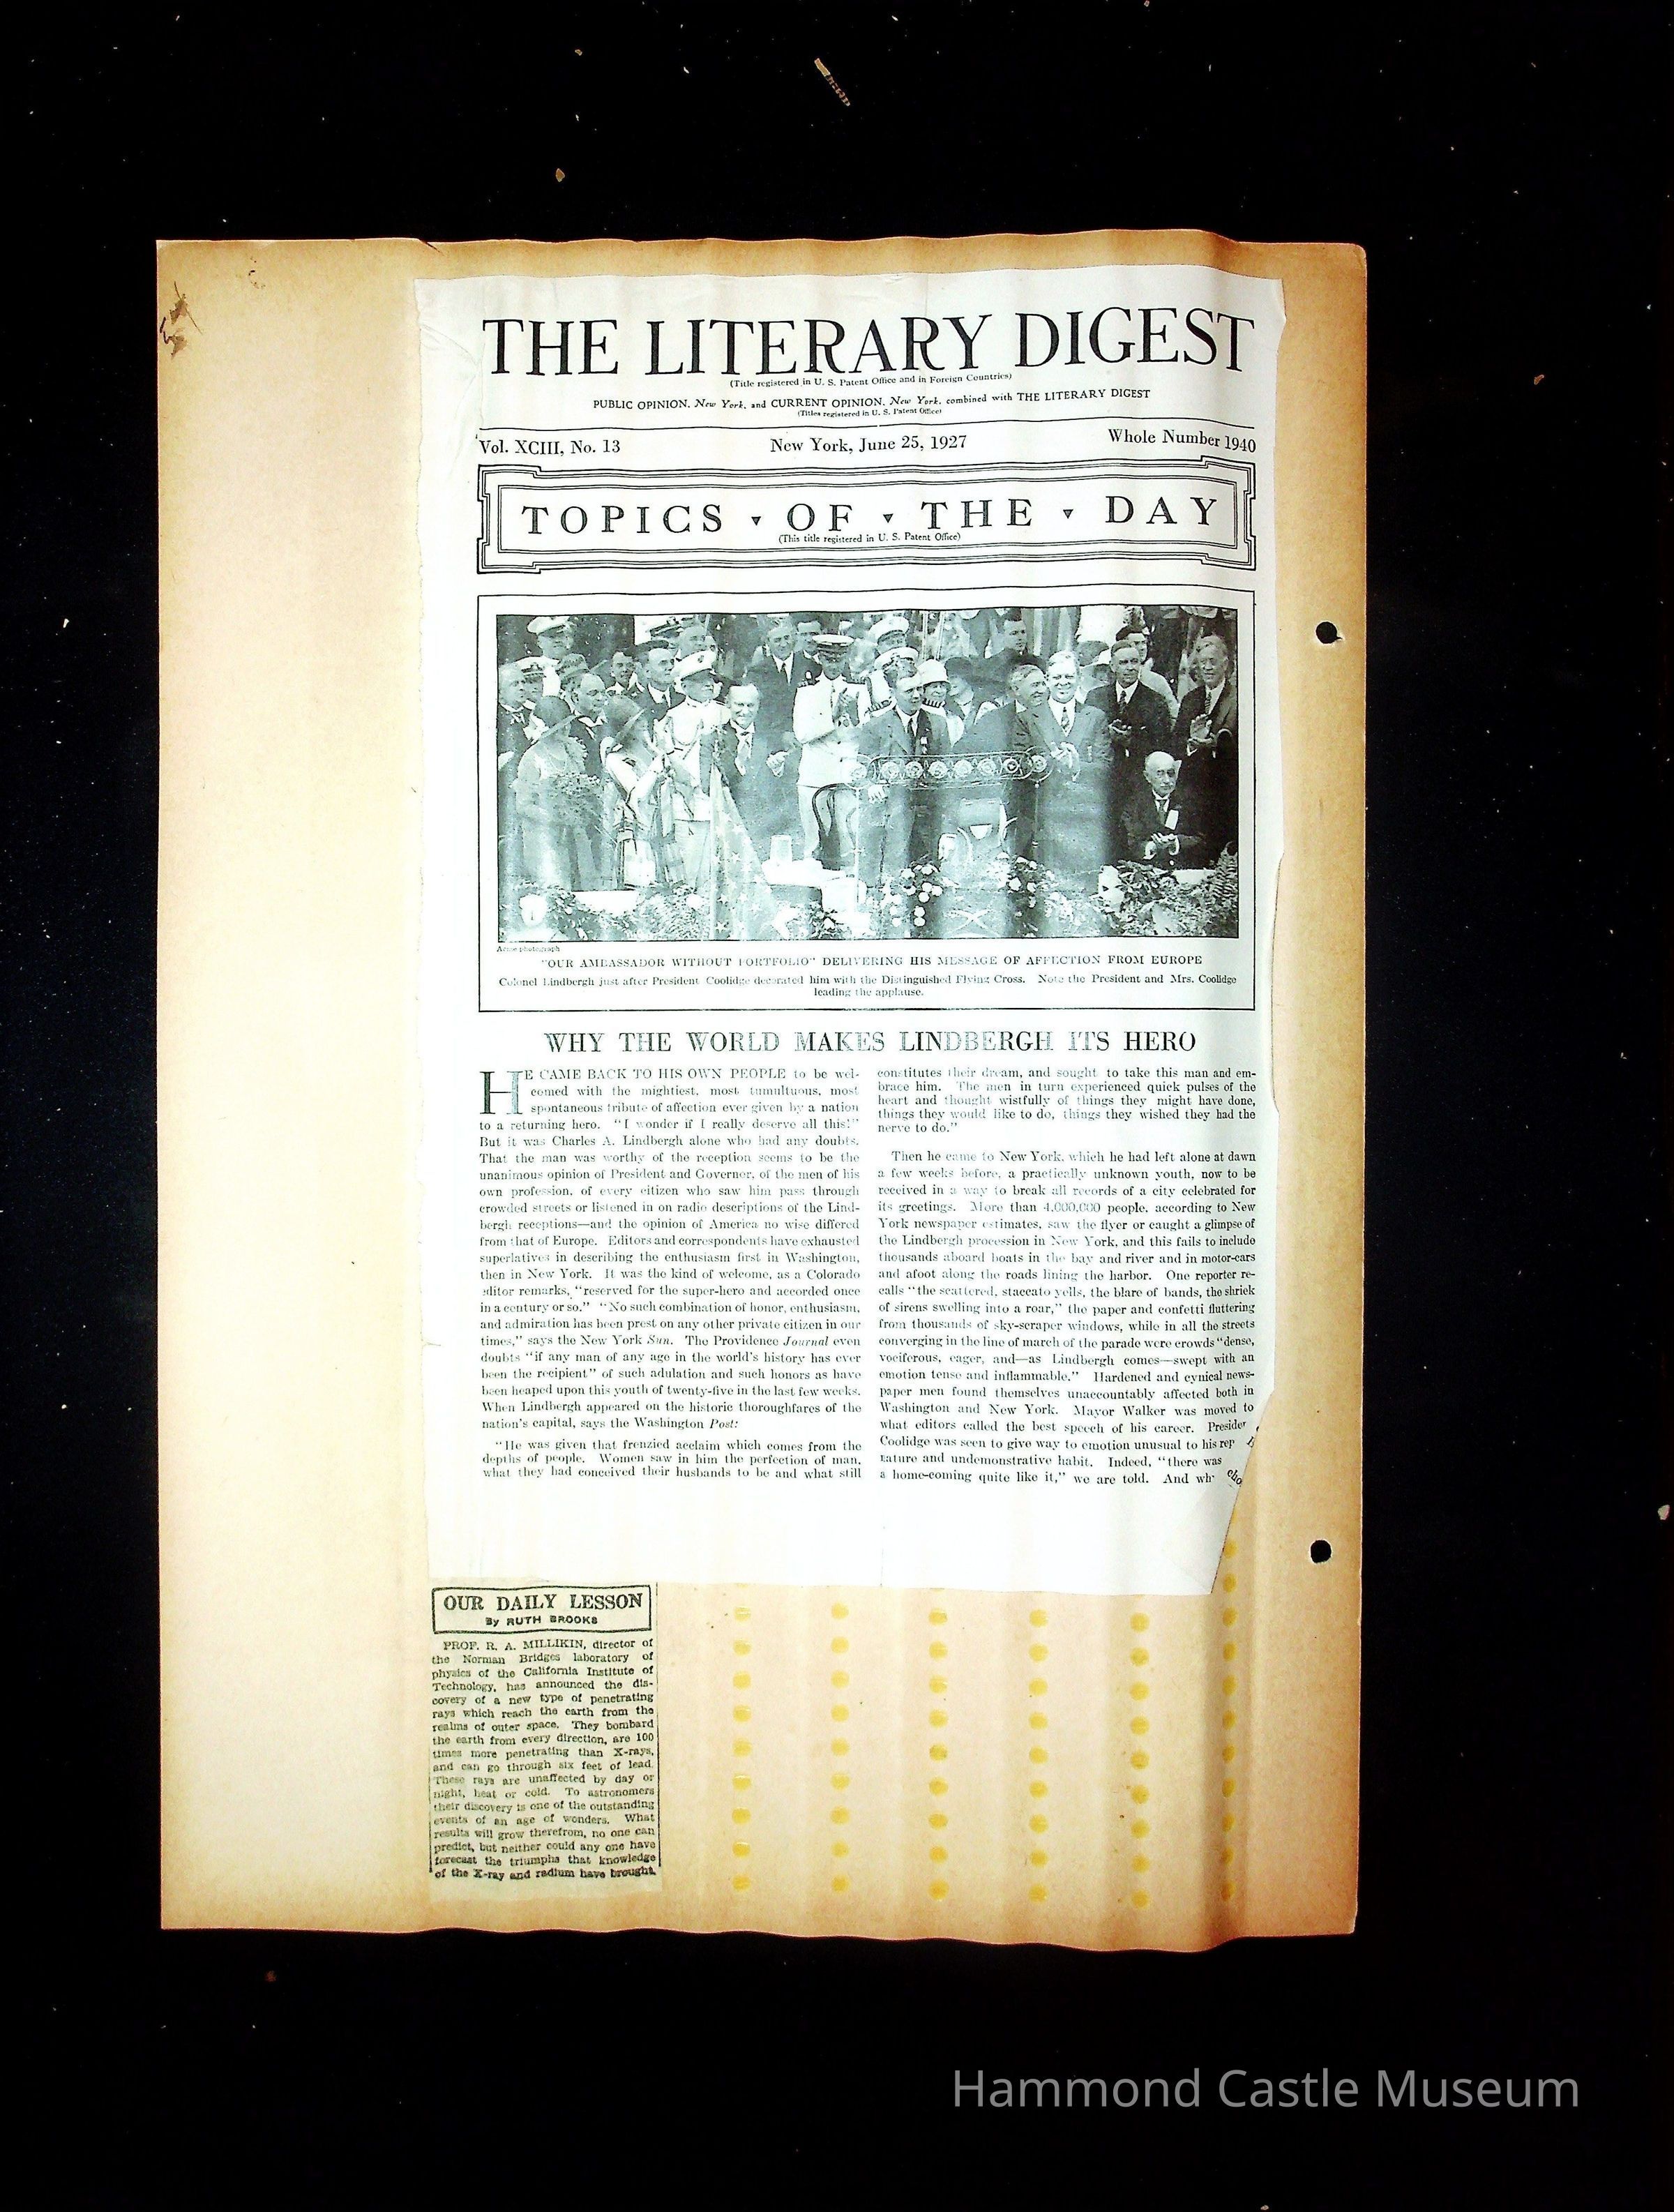 THE LITERARY DIGEST
(Title registered in U. S. Patent Office and in Foreign Countries)
PUBLIC OPINION, New York, and CURRENT OPINION, New York, combined with THE LITERARY DIGEST
(Titles registered in U. S. Patent Office)
Vol. XCIII, No. 13 New York, June 25, 1927 Whole Number 1940
TOPICS ▾ OF ▾ THE ▾ DAY
(This title registered in U. S. Patent Office)
Acme photograph
"OUR AMBASSADOR WITHOUT PORTFOLIO" DELIVERING HIS MESSAGE OF AFFECTION FROM EUROPE
Colonel Lindbergh just after President Coolidge decorated him with the Distinguished Flying Cross. Note the President and Mrs. Coolidge
leading the applause.
WHY THE WORLD MAKES LINDBERGH ITS HERO
HE CAME BACK TO HIS OWN PEOPLE to be wel-
comed with the mightiest, most tumultuous, most
spontaneous tribute of affection ever given by a nation
to a returning hero. "I wonder if I really deserve all this!"
But it was Charles A. Lindbergh alone who had any doubts.
That the man was worthy of the reception seems to be the
unanimous opinion of President and Governor, of the men of his
own profession, of every citizen who saw him pass through
crowded streets or listened in on radio descriptions of the Lind-
bergh receptions—and the opinion of America no wise differed
from that of Europe. Editors and correspondents have exhausted
superlatives in describing the enthusiasm first in Washington,
then in New York. It was the kind of welcome, as a Colorado
editor remarks, "reserved for the super-hero and accorded once
in a century or so." "No such combination of honor, enthusiasm,
and admiration has been prest on any other private citizen in our
times," says the New York Sun. The Providence Journal even
doubts "if any man of any age in the world's history has ever
been the recipient" of such adulation and such honors as have
been heaped upon this youth of twenty-five in the last few weeks.
When Lindbergh appeared on the historic thoroughfares of the
nation's capital, says the Washington Post:
"He was given that frenzied acclaim which comes from the
depths of people. Women saw in him the perfection of man,
what they had conceived their husbands to be and what still
constitutes their dream, and sought to take this man and em-
brace him. The men in turn experienced quick pulses of the
heart and thought wistfully of things they might have done,
things they would like to do, things they wished they had the
nerve to do."
Then he came to New York, which he had left alone at dawn
a few weeks before, a practically unknown youth, now to be
received in a way to break all records of a city celebrated for
its greetings. More than 4,000,000 people, according to New
York newspaper estimates, saw the flyer or caught a glimpse of
the Lindbergh procession in New York, and this fails to include
thousands aboard boats in the bay and river and in motor-cars
and afoot along the roads lining the harbor. One reporter re-
calls "the scattered, staccato yells, the blare of bands, the shriek
of sirens swelling into a roar," the paper and confetti fluttering
from thousands of sky-scraper windows, while in all the streets
converging in the line of march of the parade were crowds "dense,
vociferous, eager, and—as Lindbergh comes—swept with an
emotion tense and inflammable." Hardened and cynical news-
paper men found themselves unaccountably affected both in
Washington and New York. Mayor Walker was moved to
what editors called the best speech of his career. Presider
Coolidge was seen to give way to emotion unusual to his rep
nature and undemonstrative habit. Indeed, "there was
a home-coming quite like it," we are told. And wh
OUR DAILY LESSON
By RUTH BROOKS
PROF. R. A. MILLIKIN, director of
the Norman Bridges laboratory of
physics of the California Institute of
Technology, has announced the dis-
covery of a new type of penetrating
rays which reach the earth from the
realms of outer space. They bombard
the earth from every direction, are 100
times more penetrating than X-rays,
and can go through six feet of lead.
These rays are unaffected by day or
night, heat or cold. To astronomers
their discovery is one of the outstanding
events of an age of wonders. What
results will grow therefrom, no one can
predict, but neither could any one have
forecast the triumphs that knowledge
of the X-ray and radium have brought.
Hammond Castle Museum